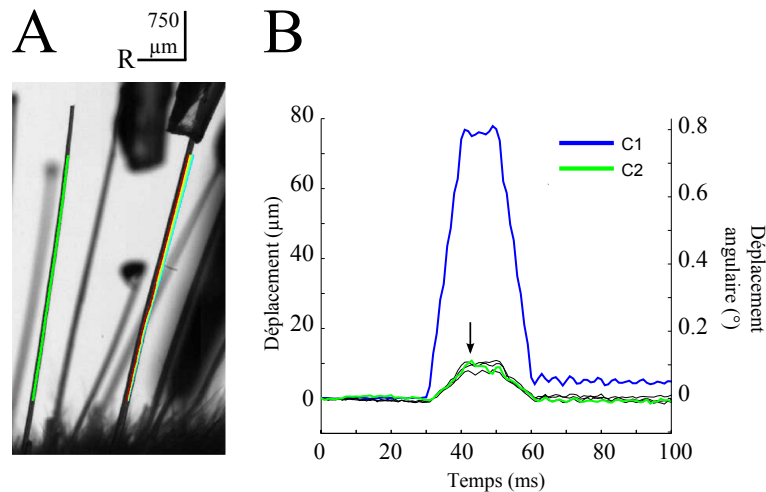 A
750
µm
R
B
80
60
40
20
0
Déplacement (µm)
C1
C2
0.8
0.6
0.4
0.2
0
Déplacement
angulaire (°)
0 20 40 60 80 100
Temps (ms)